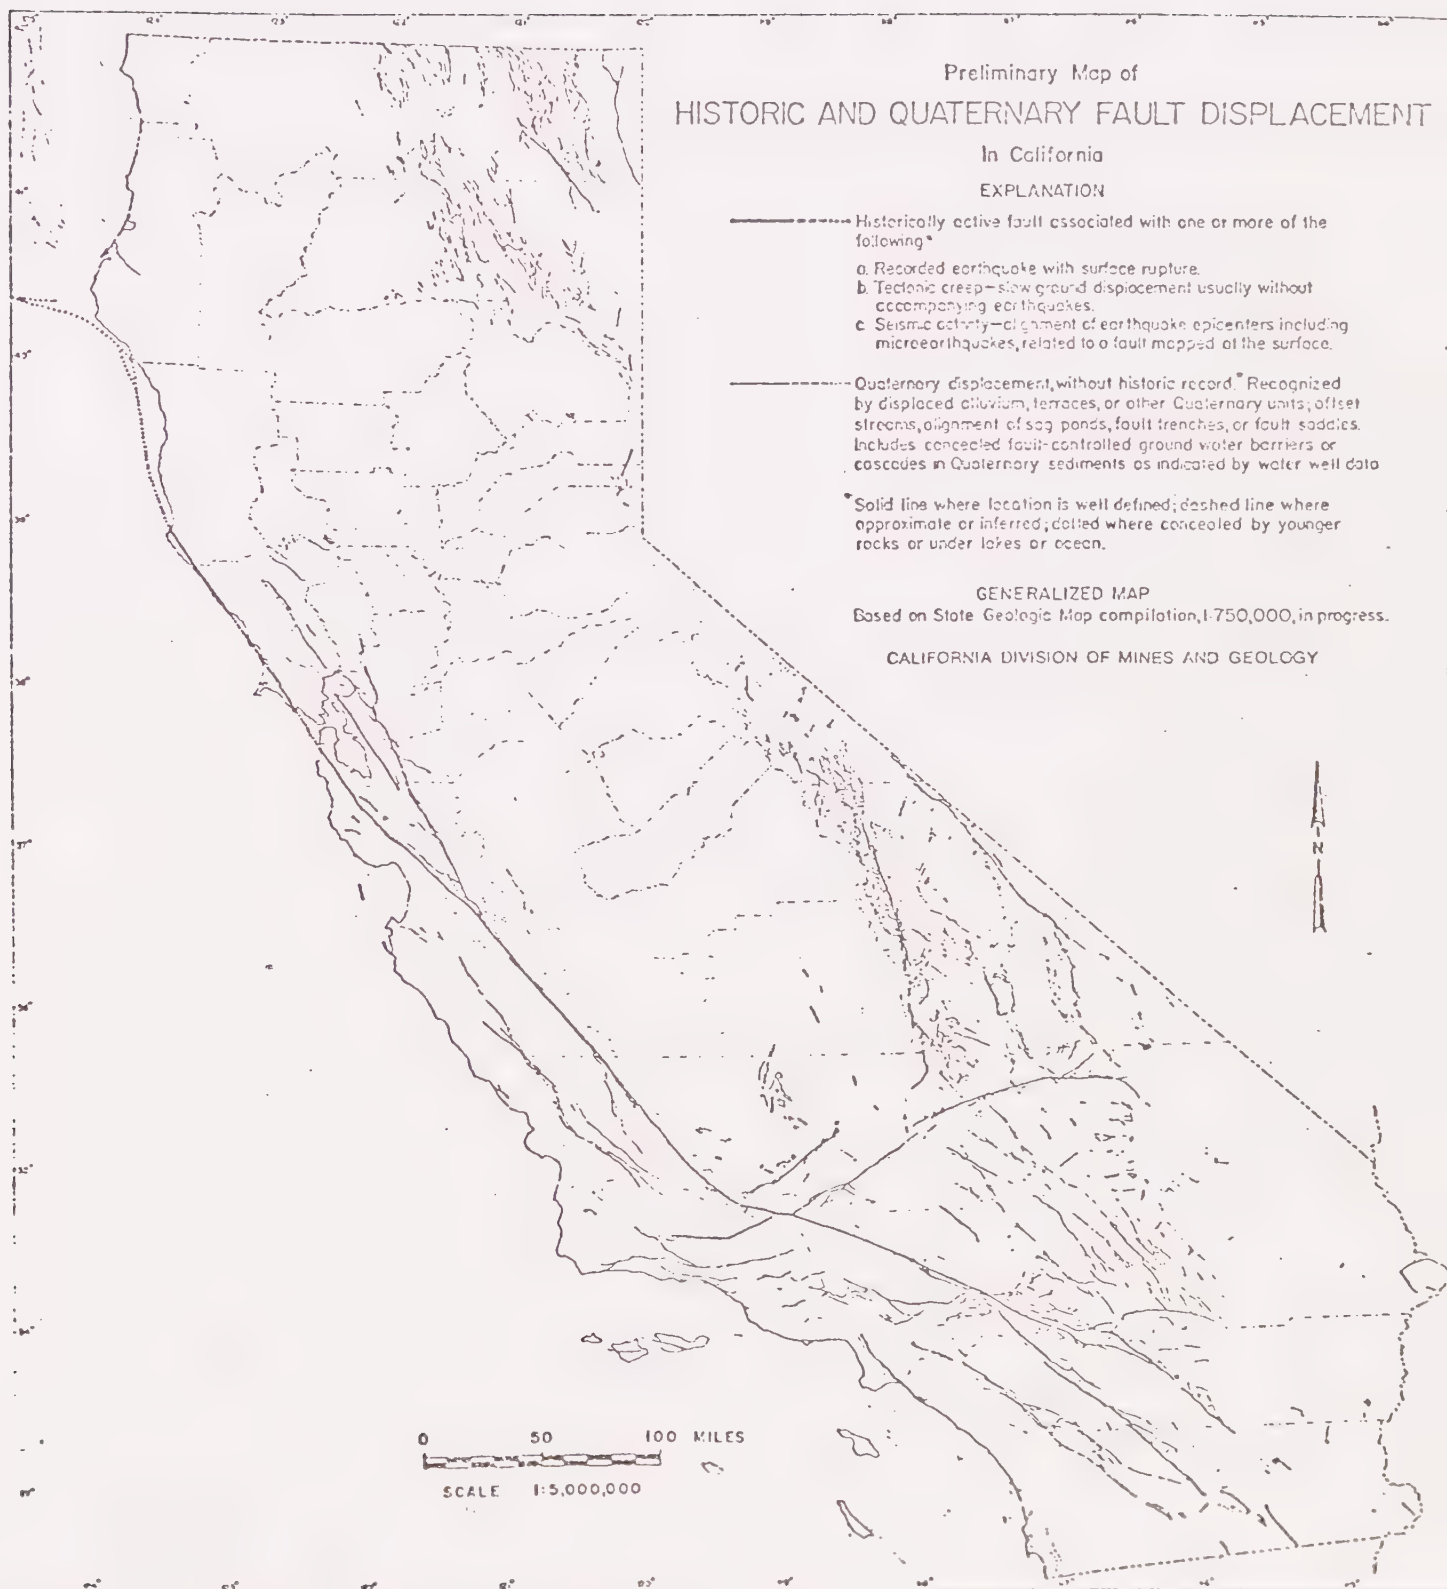 Preliminary Map of
HISTORIC AND QUATERNARY FAULT DISPLACEMENT
In California
EXPLANATION
Historically active fault associated with one or more of the
following*
a. Recorded earthquake with surface rupture.
b. Tectonic creep—slow ground displacement usually without
accompanying earthquakes.
c. Seismic activity—alignment of earthquake epicenters including
microearthquakes, related to a fault mapped at the surface.
Quaternary displacement, without historic record.* Recognized
by displaced alluvium, terraces, or other Quaternary units; offset
streams, alignment of sag ponds, fault trenches, or fault saddles.
Includes concealed fault-controlled ground water barriers or
cascades in Quaternary sediments as indicated by water well data
*Solid line where location is well defined; dashed line where
approximate or inferred; dotted where concealed by younger
rocks or under lakes or ocean.
GENERALIZED MAP
Based on State Geologic Map compilation, 1:750,000, in progress.
CALIFORNIA DIVISION OF MINES AND GEOLOGY
40°
39°
38°
37°
36°
35°
34°
N
0 50 100 MILES
SCALE 1:5,000,000